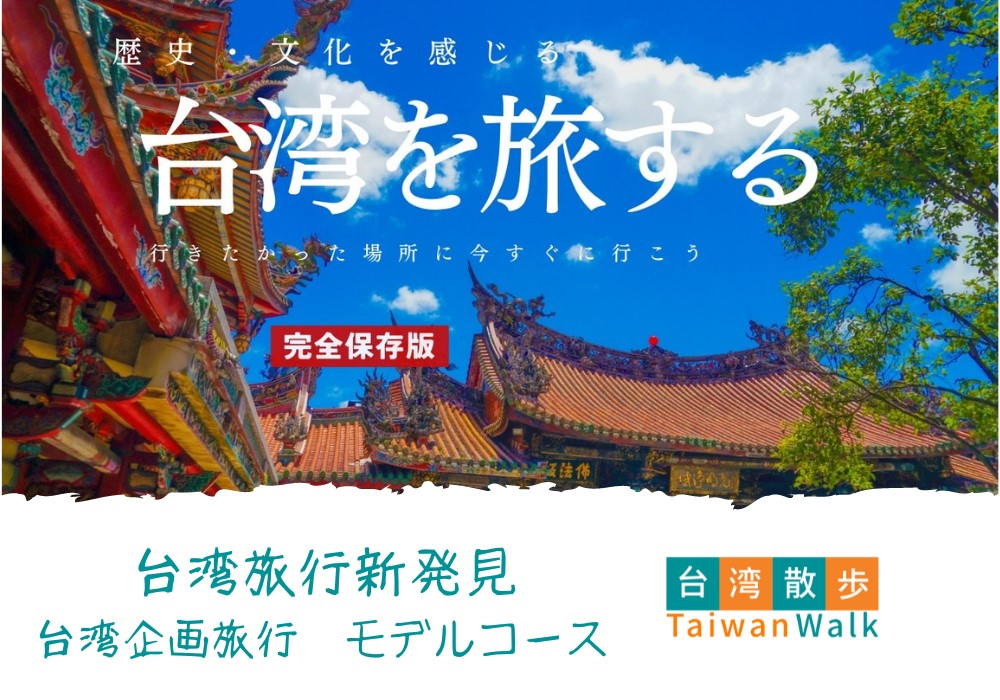 歴史・文化を感じる
台湾を旅する
行きたかった場所に今すぐに行こう
完全保存版
台湾旅行新発見
台湾企画旅行　モデルコース
台湾散歩
TaiwanWalk